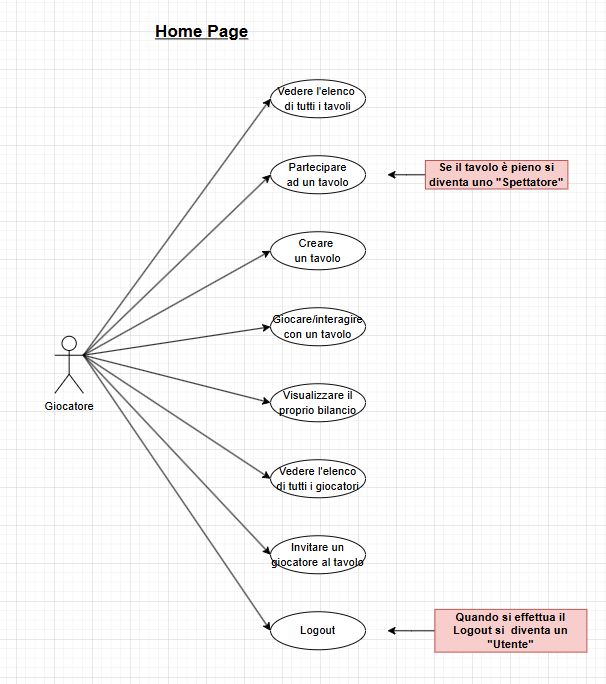 Home Page
Vedere l'elenco
di tutti i tavoli
Partecipare
ad un tavolo
Se il tavolo è pieno si
diventa uno "Spettatore"
Creare
un tavolo
Giocare/interagire
con un tavolo
Giocatore
Visualizzare il
proprio bilancio
Vedere l'elenco
di tutti i giocatori
Invitare un
giocatore al tavolo
Logout
Quando si effettua il
Logout si diventa un
"Utente"